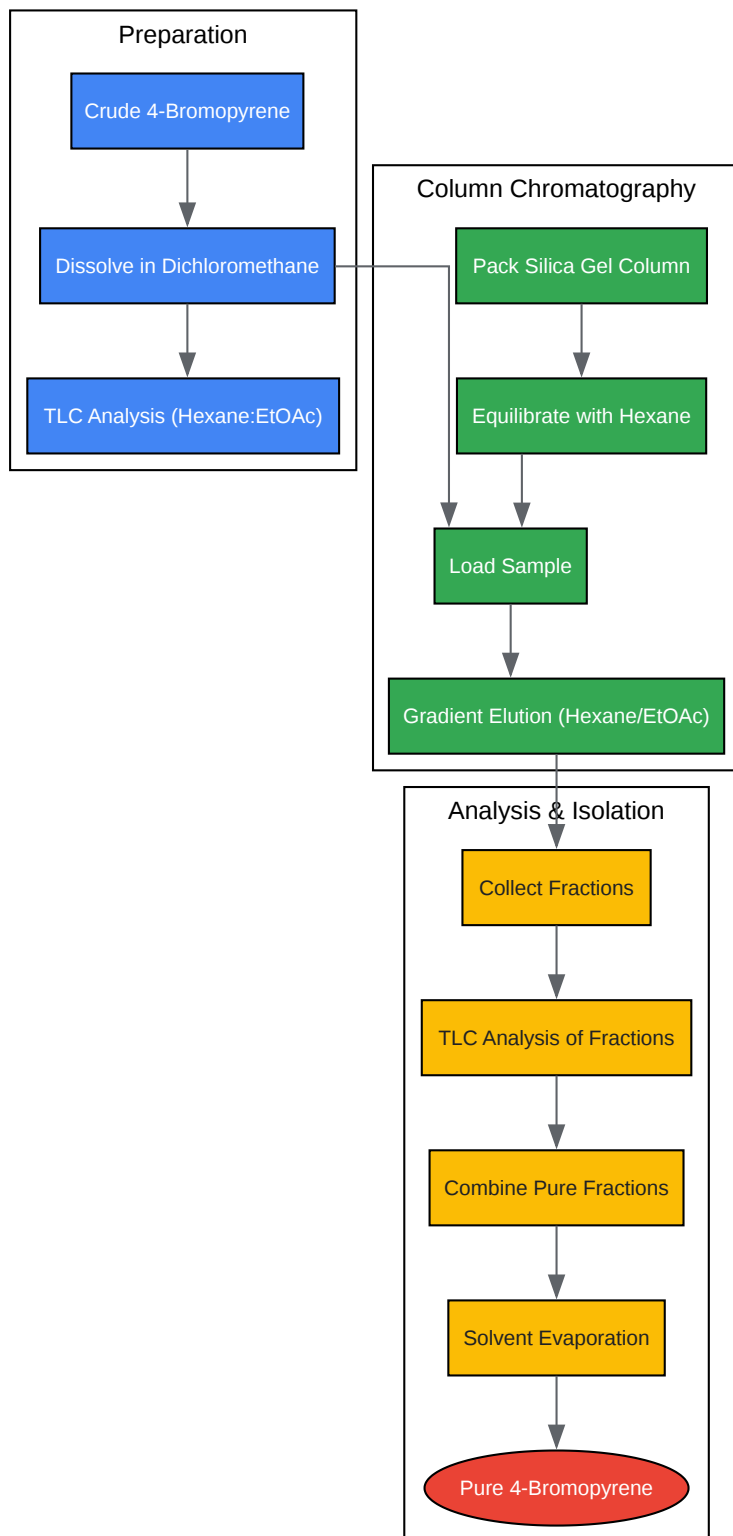 Preparation
Crude 4-Bromopyrene
Dissolve in Dichloromethane
TLC Analysis (Hexane:EtOAc)
Column Chromatography
Pack Silica Gel Column
Equilibrate with Hexane
Load Sample
Gradient Elution (Hexane/EtOAc)
Analysis & Isolation
Collect Fractions
TLC Analysis of Fractions
Combine Pure Fractions
Solvent Evaporation
Pure 4-Bromopyrene